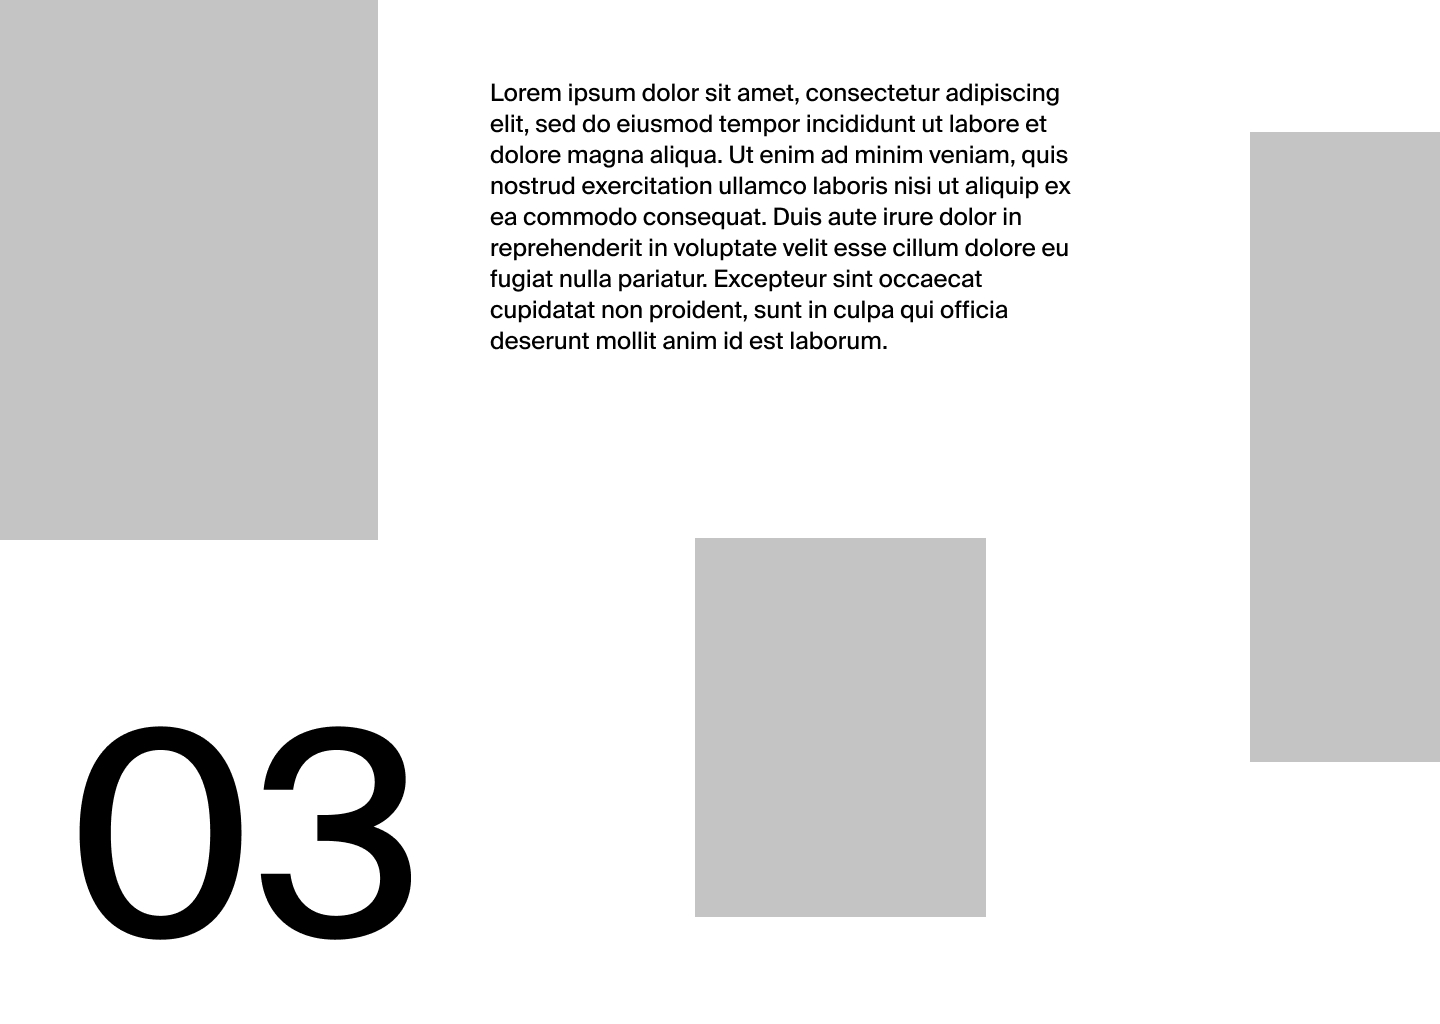 Lorem ipsum dolor sit amet, consectetur adipiscing
elit, sed do eiusmod tempor incididunt ut labore et
dolore magna aliqua. Ut enim ad minim veniam, quis
nostrud exercitation ullamco laboris nisi ut aliquip ex
ea commodo consequat. Duis aute irure dolor in
reprehenderit in voluptate velit esse cillum dolore eu
fugiat nulla pariatur. Excepteur sint occaecat
cupidatat non proident, sunt in culpa qui officia
deserunt mollit anim id est laborum.
03